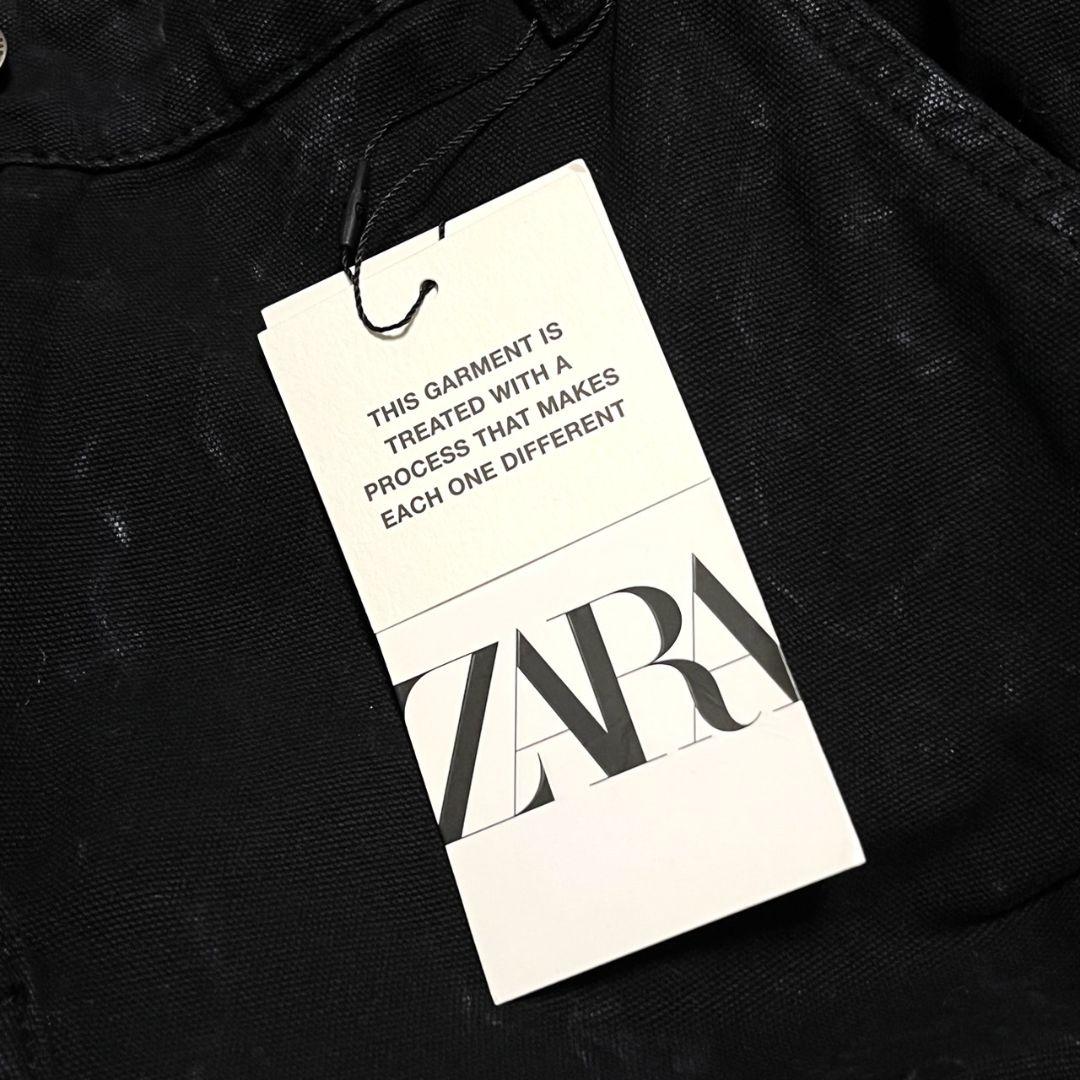 THIS GARMENT IS
TREATED WITH A
PROCESS THAT MAKES
EACH ONE DIFFERENT
ZARA